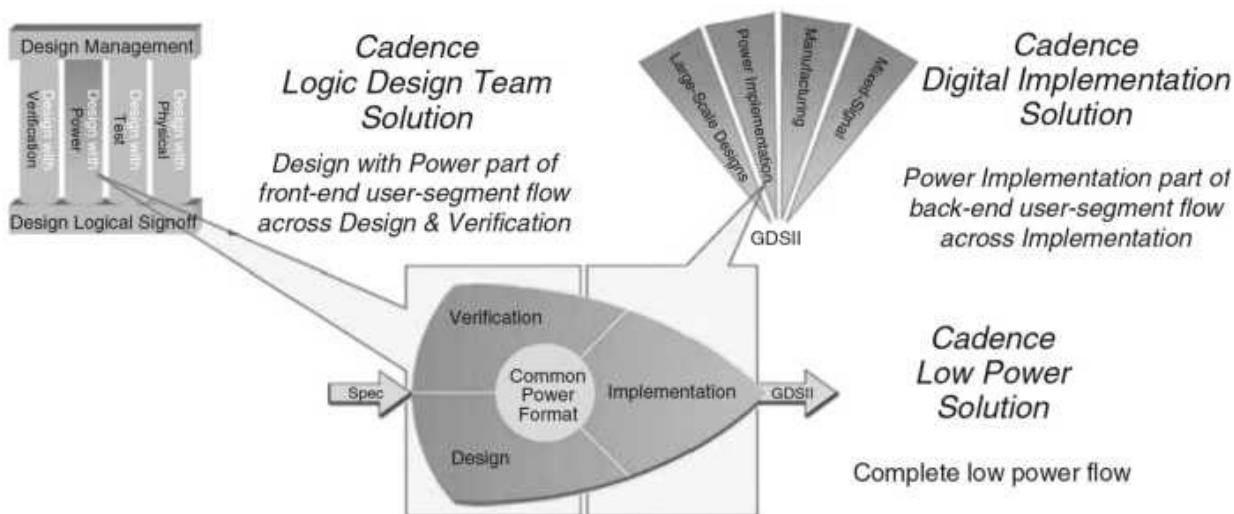 Design Management
Design with
Verification
Design with
Power
Design with
Test
Design with
Physical
Design Logical Signoff
Cadence
Logic Design Team
Solution
Design with Power part of
front-end user-segment flow
across Design & Verification
Large-Scale Designs
Power Implementation
Manufacturing
Mixed-Signal
GDSII
Cadence
Digital Implementation
Solution
Power Implementation part of
back-end user-segment flow
across Implementation
Spec
Verification
Common
Power
Format
Implementation
Design
GDSII
Cadence
Low Power
Solution
Complete low power flow